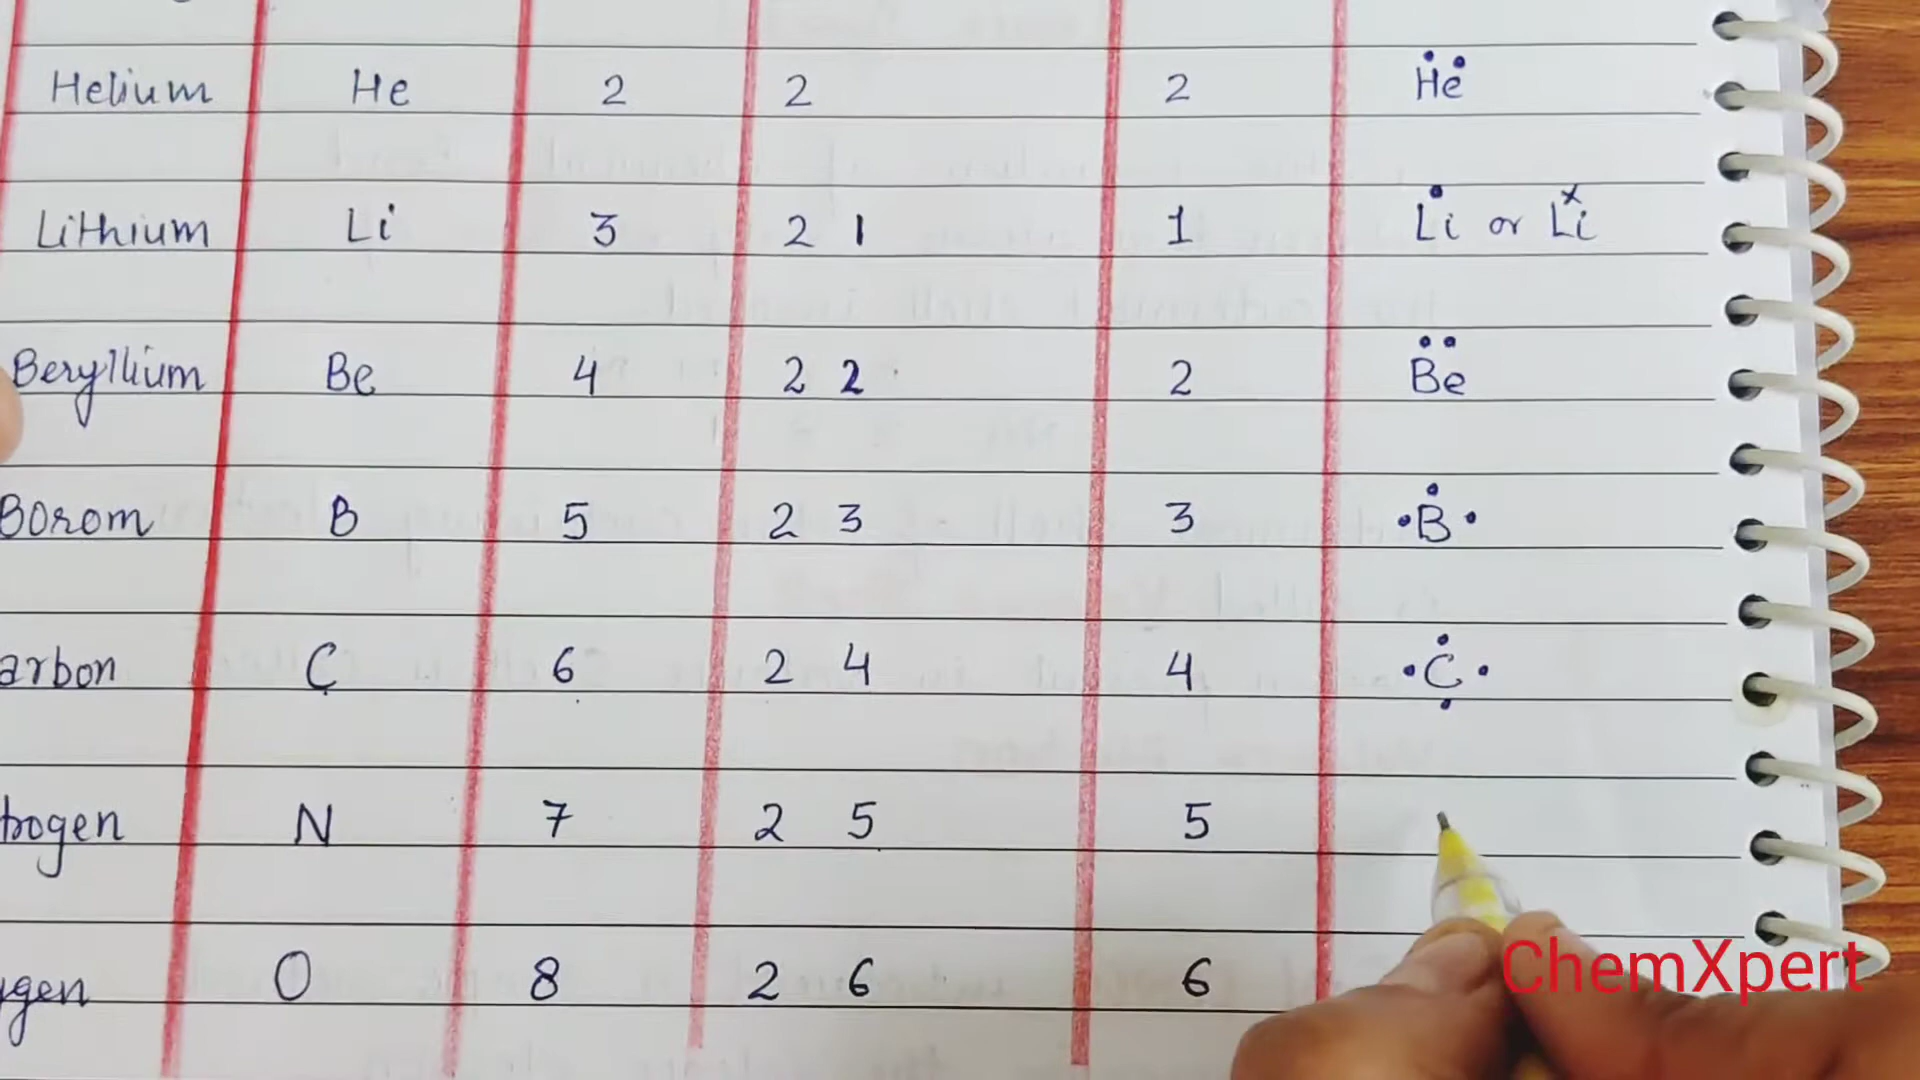 Helium He 2 2 2 He
Lithium Li 3 2 1 1 Li or Li
Beryllium Be 4 2 2 2 Be
Borom B 5 2 3 3 B
arbon C 6 2 4 4 C
trogen N 7 2 5 5
ygen O 8 2 6 6
ChemXpert